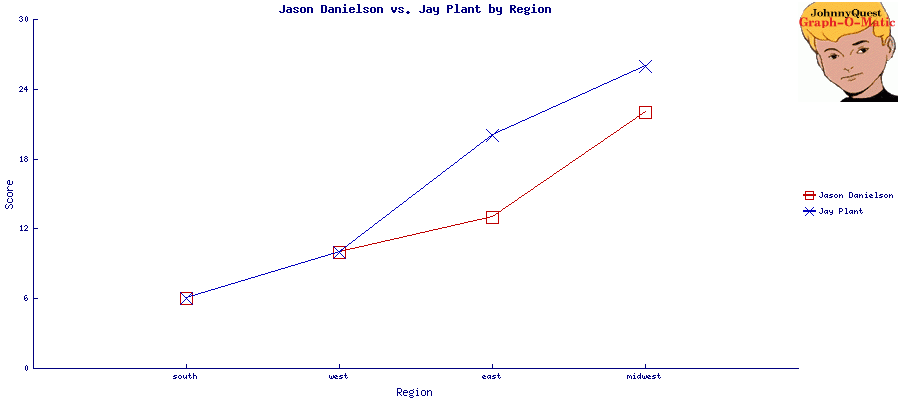 Jason Danielson vs. Jay Plant by Region
JohnnyQuest
Graph-O-Matic
30
24
18
12
6
0
Score
south west east midwest
Region
Jason Danielson
Jay Plant